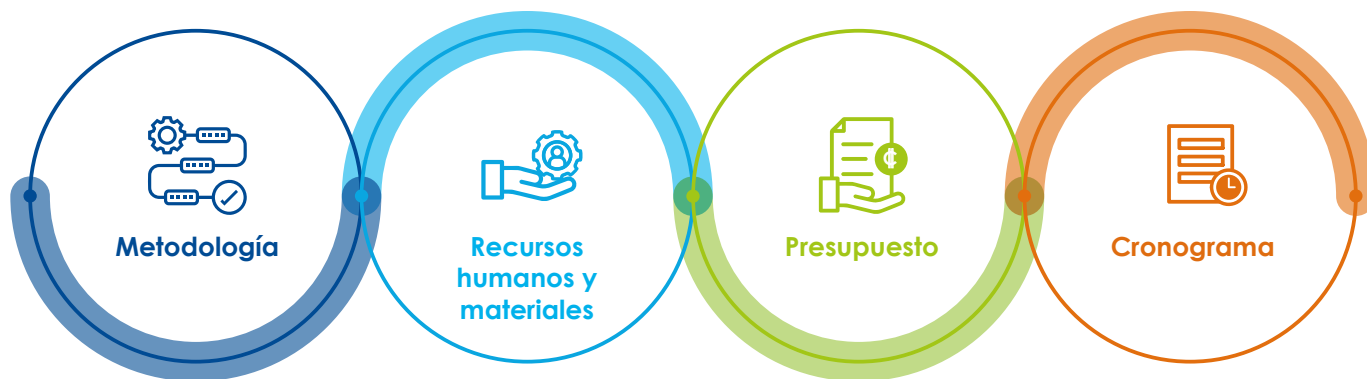 Metodología
Recursos
humanos y
materiales
Presupuesto
Cronograma